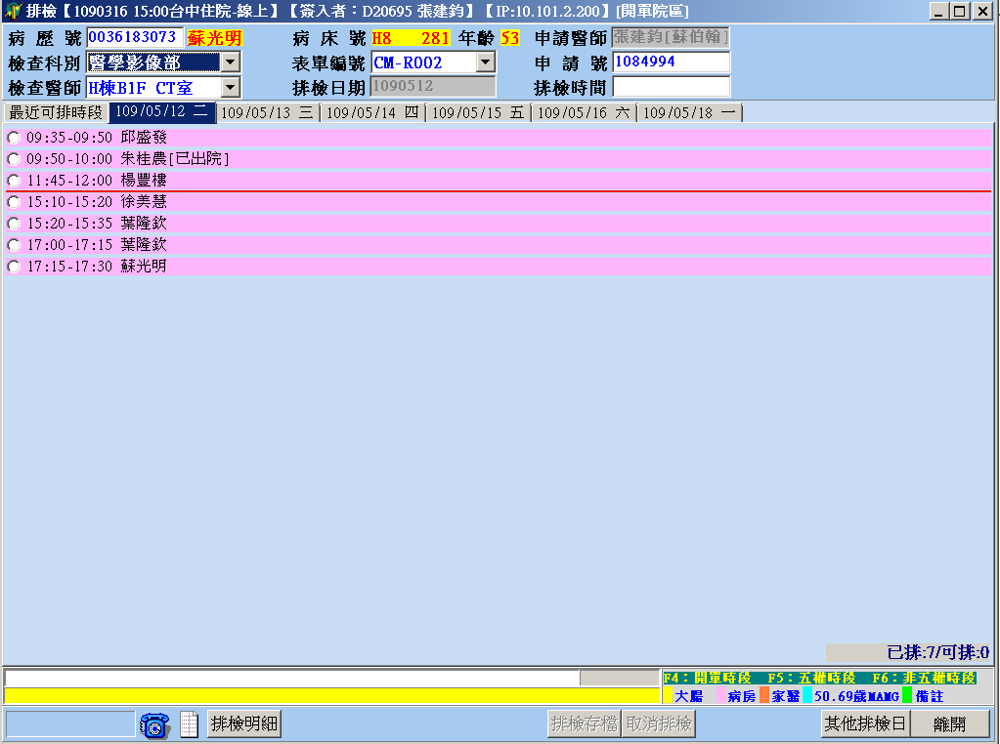 排檢【1090316 15:00台中住院-線上】【簽入者：D20695 張建鈞】【IP:10.101.2.200】[開單院區]
病 歷 號 0036183073 蘇光明 病 床 號 H8 281 年齡 53 申請醫師 張建鈞[蘇伯翰]
檢查科別 醫學影像部 表單編號 CM-R002 申 請 號 1084994
檢查醫師 H棟B1F CT室 排檢日期 1090512 排檢時間
最近可排時段 109/05/12 二 109/05/13 三 109/05/14 四 109/05/15 五 109/05/16 六 109/05/18 一
09:35-09:50 邱盛發
09:50-10:00 朱桂農[已出院]
11:45-12:00 楊豐樓
15:10-15:20 徐美慧
15:20-15:35 葉隆欽
17:00-17:15 葉隆欽
17:15-17:30 蘇光明
已排:7/可排:0
F4：開單時段 F5：五權時段 F6：非五權時段
大腸 病房 家醫 50.69歲MAMG 備註
排檢明細 排檢存檔 取消排檢 其他排檢日 離開